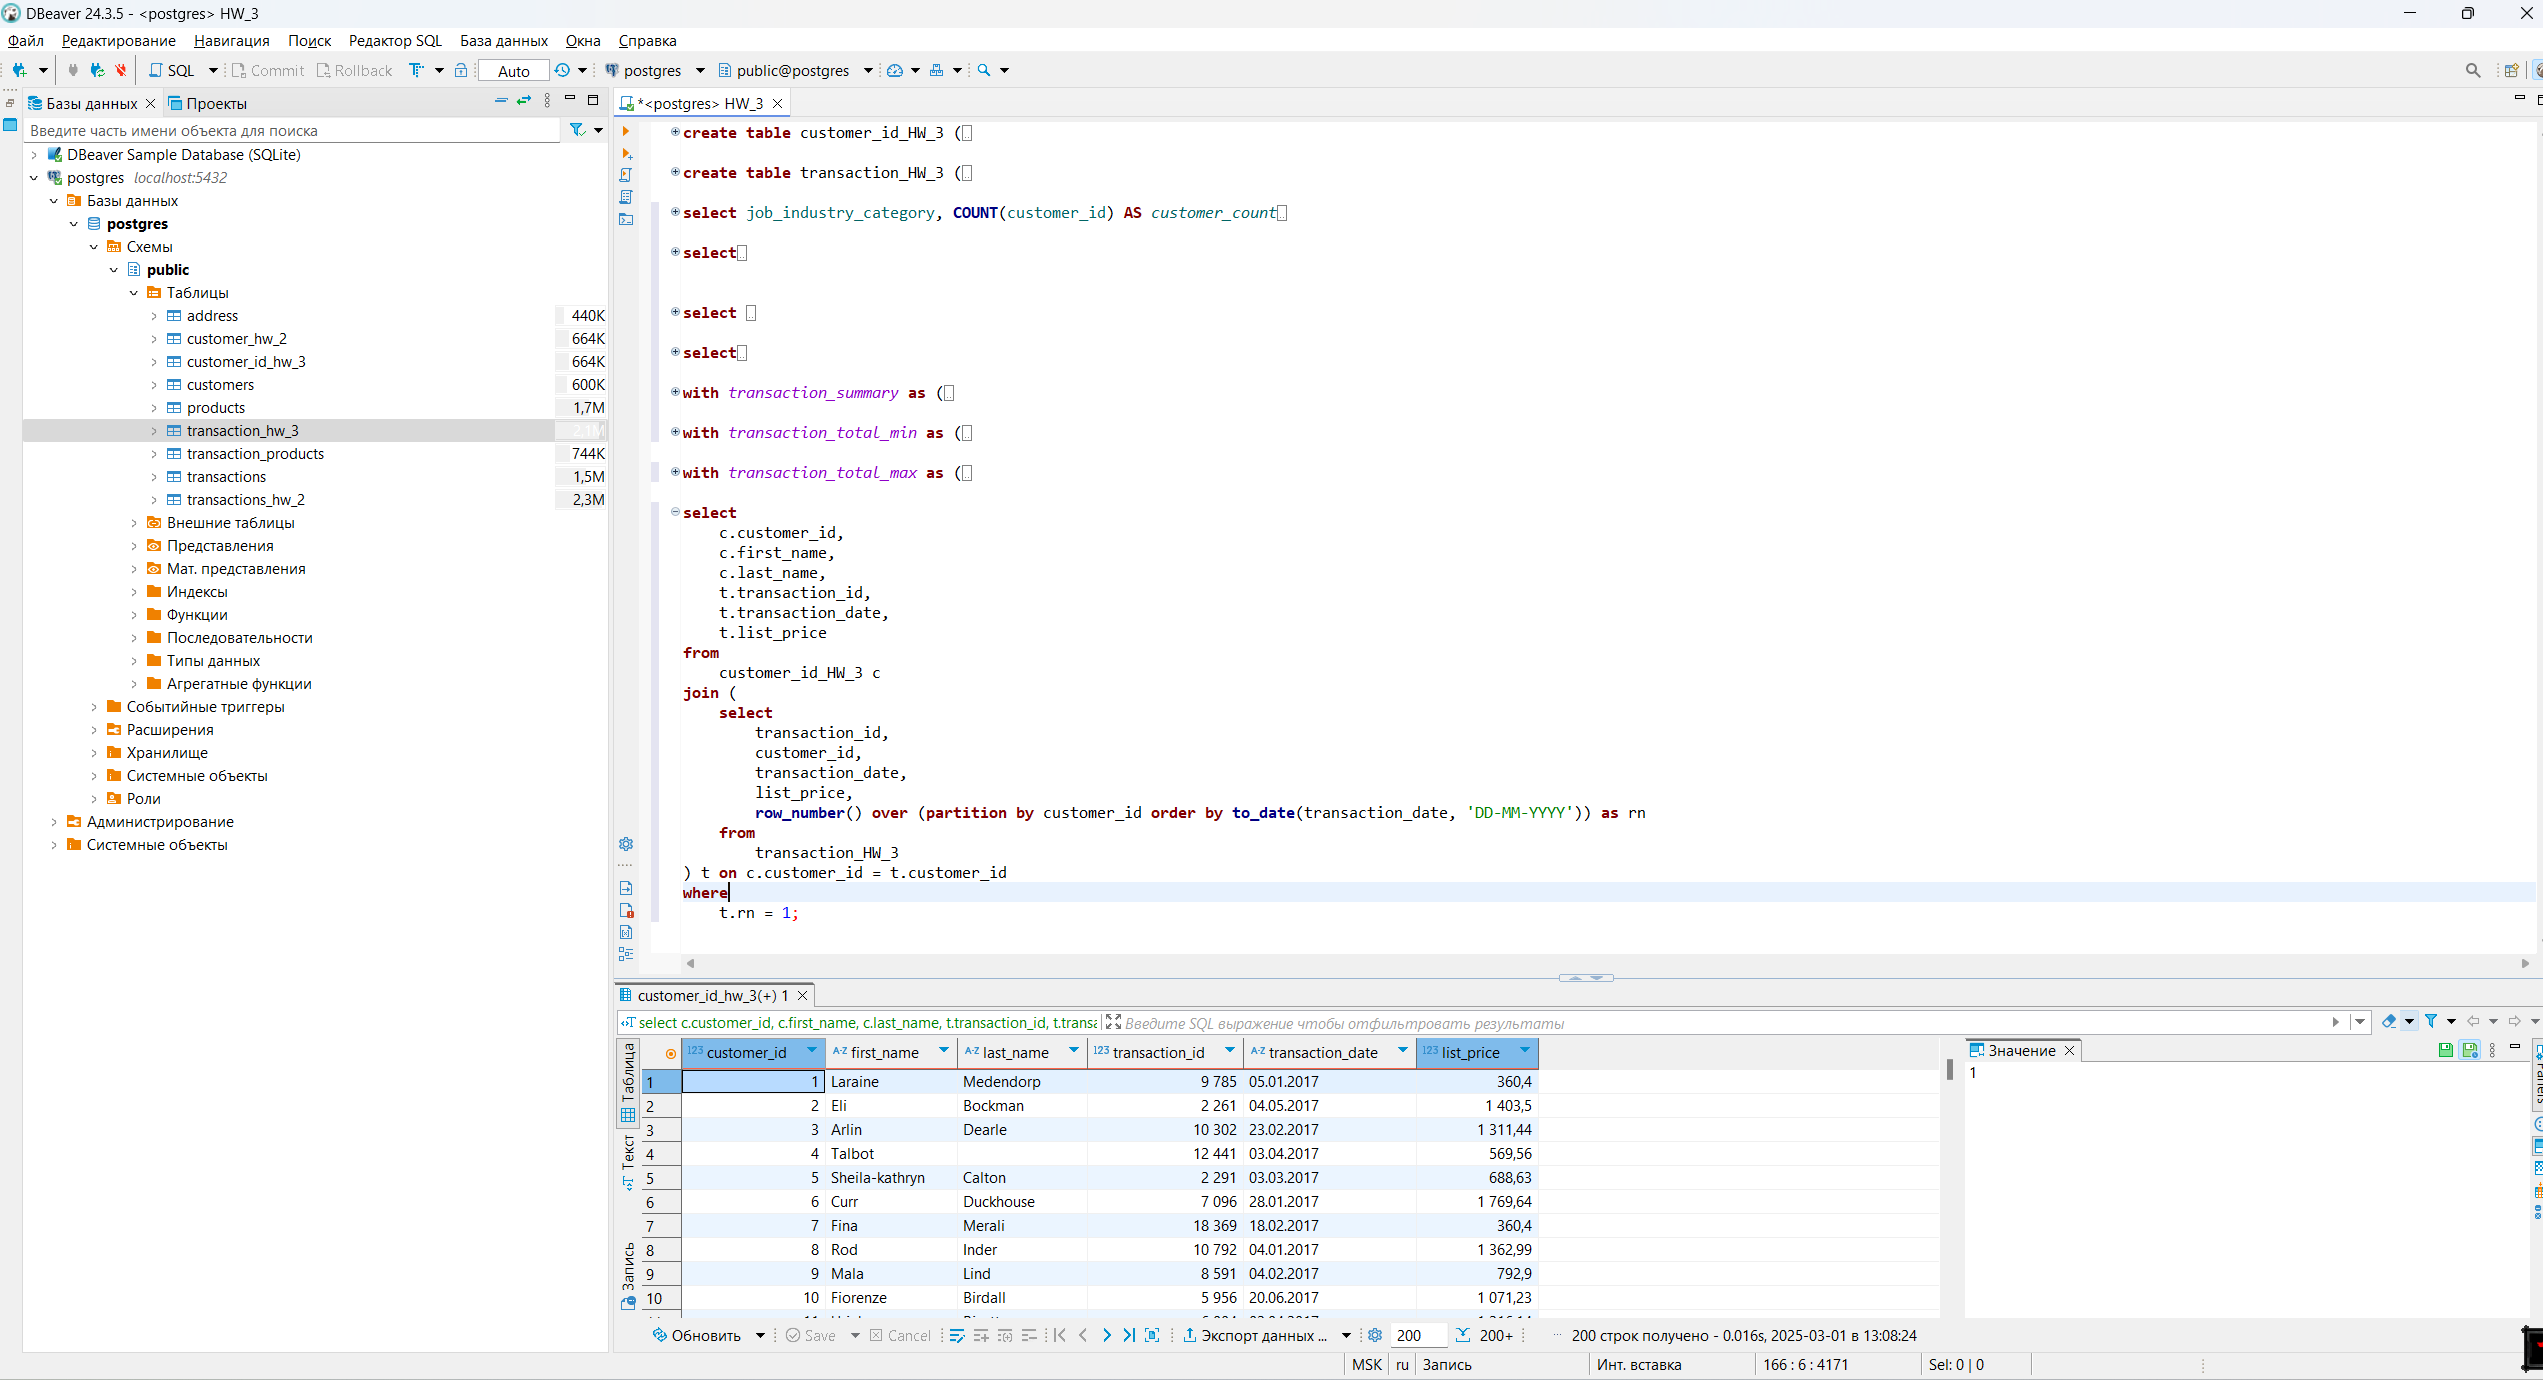 DBeaver 24.3.5 - <postgres> HW_3
Файл Редактирование Навигация Поиск Редактор SQL База данных Окна Справка
SQL Commit Rollback Auto postgres public@postgres
Базы данных Проекты
Введите часть имени объекта для поиска
DBeaver Sample Database (SQLite)
postgres localhost:5432
Базы данных
postgres
Схемы
public
Таблицы
address 440K
customer_hw_2 664K
customer_id_hw_3 664K
customers 600K
products 1,7M
transaction_hw_3 2,1M
transaction_products 744K
transactions 1,5M
transactions_hw_2 2,3M
Внешние таблицы
Представления
Мат. представления
Индексы
Функции
Последовательности
Типы данных
Агрегатные функции
Событийные триггеры
Расширения
Хранилище
Системные объекты
Роли
Администрирование
Системные объекты
*<postgres> HW_3
create table customer_id_HW_3 (
create table transaction_HW_3 (
select job_industry_category, COUNT(customer_id) AS customer_count
select
select
select
with transaction_summary as (
with transaction_total_min as (
with transaction_total_max as (
select
c.customer_id,
c.first_name,
c.last_name,
t.transaction_id,
t.transaction_date,
t.list_price
from
customer_id_HW_3 c
join (
select
transaction_id,
customer_id,
transaction_date,
list_price,
row_number() over (partition by customer_id order by to_date(transaction_date, 'DD-MM-YYYY')) as rn
from
transaction_HW_3
) t on c.customer_id = t.customer_id
where
t.rn = 1;
customer_id_hw_3(+) 1
select c.customer_id, c.first_name, c.last_name, t.transaction_id, t.transa Введите SQL выражение чтобы отфильтровать результаты
Таблица
Текст
Запись
123 customer_id A-Z first_name A-Z last_name 123 transaction_id A-Z transaction_date 123 list_price
1 1 Laraine Medendorp 9 785 05.01.2017 360,4
2 2 Eli Bockman 2 261 04.05.2017 1 403,5
3 3 Arlin Dearle 10 302 23.02.2017 1 311,44
4 4 Talbot 12 441 03.04.2017 569,56
5 5 Sheila-kathryn Calton 2 291 03.03.2017 688,63
6 6 Curr Duckhouse 7 096 28.01.2017 1 769,64
7 7 Fina Merali 18 369 18.02.2017 360,4
8 8 Rod Inder 10 792 04.01.2017 1 362,99
9 9 Mala Lind 8 591 04.02.2017 792,9
10 10 Fiorenze Birdall 5 956 20.06.2017 1 071,23
Значение
1
Обновить Save Cancel Экспорт данных ... 200 200+ 200 строк получено - 0.016s, 2025-03-01 в 13:08:24
MSK ru Запись Инт. вставка 166 : 6 : 4171 Sel: 0 | 0